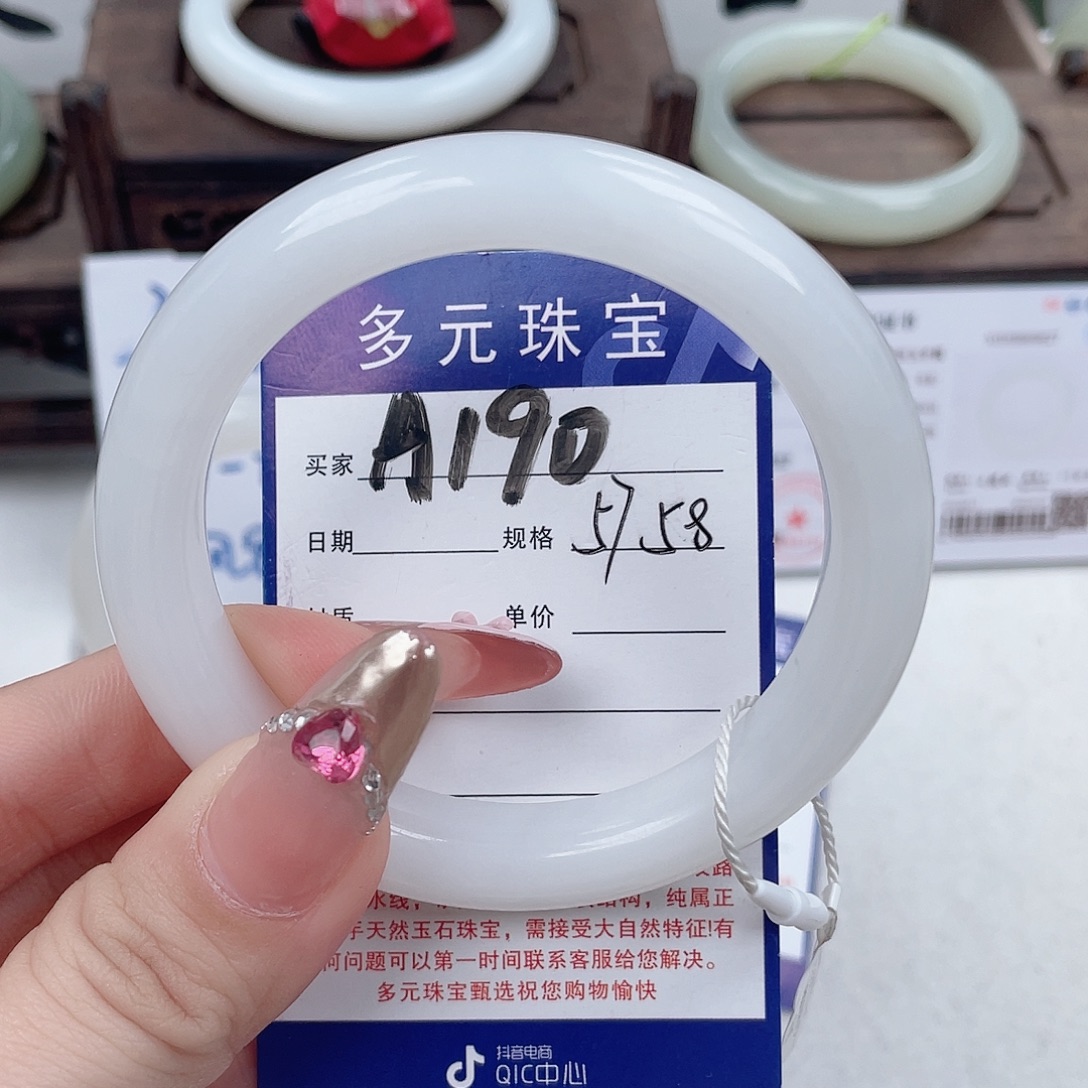 多元珠宝
买家 A190
日期 规格 57 58
单价
水线，
结构，纯属正
天然玉石珠宝，需接受大自然特征!有
问题可以第一时间联系客服给您解决。
多元珠宝甄选祝您购物愉快
抖音电商
QIC中心